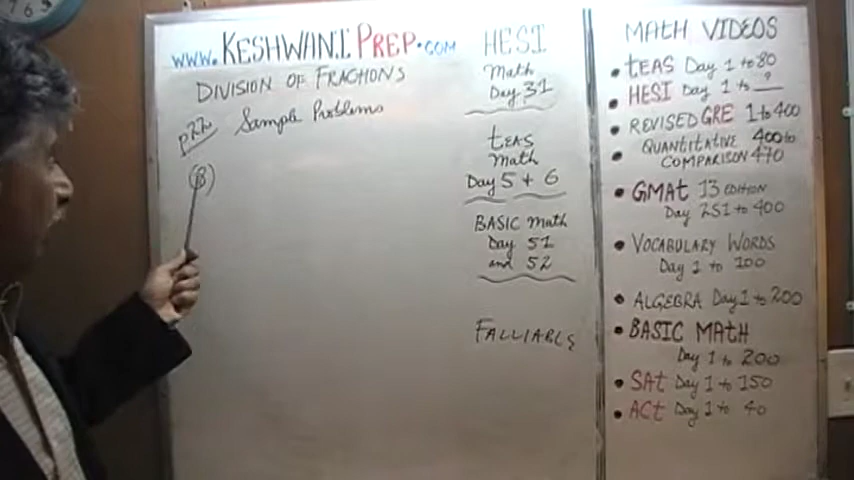 www.KESHWANIPREP.COM
DIVISION OF FRACHONS
p27
Sample Problems
(B)
HESI
Math
Day 31
tEAS
Math
Day 5 + 6
BASIC Math
Day 51
and 52
FALLIABLE
MATH VIDEOS
• tEAS Day 1 to 80
• HESI Day 1 to ?
• REVISED GRE 1 to 400
• QUANTITATIVE 400 to
COMPARISON 470
• GMAt 13 EDITION
Day 251 to 400
• VOCABULARY WORDS
Day 1 to 100
• ALGEBRA Day 1 to 200
• BASIC MATH
Day 1 to 200
• SAt Day 1 to 150
• ACt Day 1 to 40